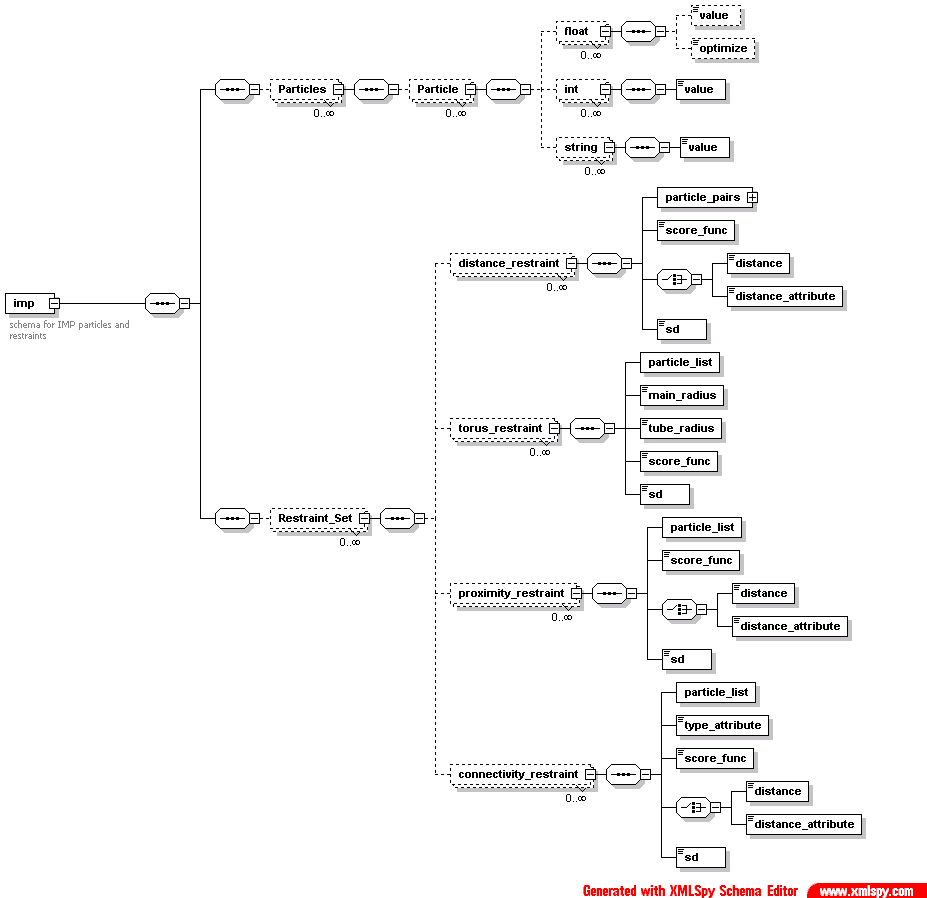 value
float
0..∞
optimize
Particles
0..∞
Particle
0..∞
int
0..∞
value
string
0..∞
value
particle_pairs
score_func
distance_restraint
0..∞
distance
distance_attribute
sd
imp
schema for IMP particles and
restraints
particle_list
main_radius
torus_restraint
0..∞
tube_radius
score_func
sd
Restraint_Set
0..∞
particle_list
score_func
proximity_restraint
0..∞
distance
distance_attribute
sd
particle_list
type_attribute
score_func
connectivity_restraint
0..∞
distance
distance_attribute
sd
Generated with XMLSpy Schema Editor www.xmlspy.com